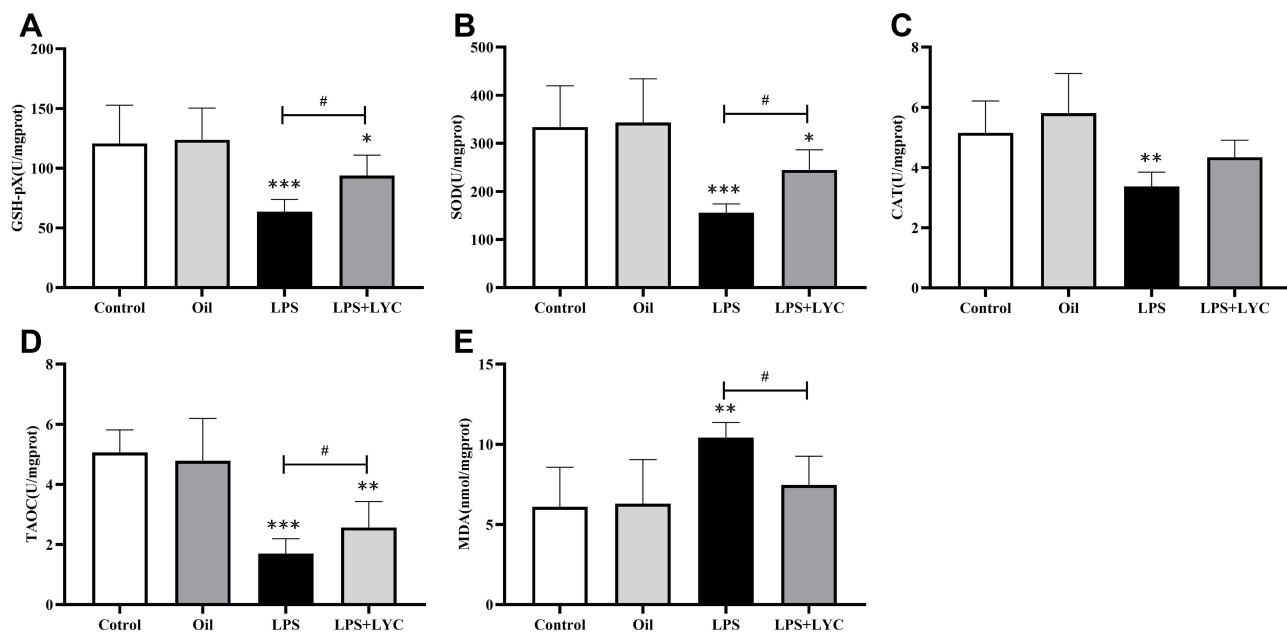 A
GSH-pX(U/mgprot)
200
150
100
50
0
#
***
*
Control Oil LPS LPS+LYC
B
SOD(U/mgprot)
500
400
300
200
100
0
#
***
*
Control Oil LPS LPS+LYC
C
CAT(U/mgprot)
8
6
4
2
0
**
Control Oil LPS LPS+LYC
D
TAOC(U/mgprot)
8
6
4
2
0
#
***
**
Cotrol Oil LPS LPS+LYC
E
MDA(nmol/mgprot)
15
10
5
0
#
**
Control Oil LPS LPS+LYC